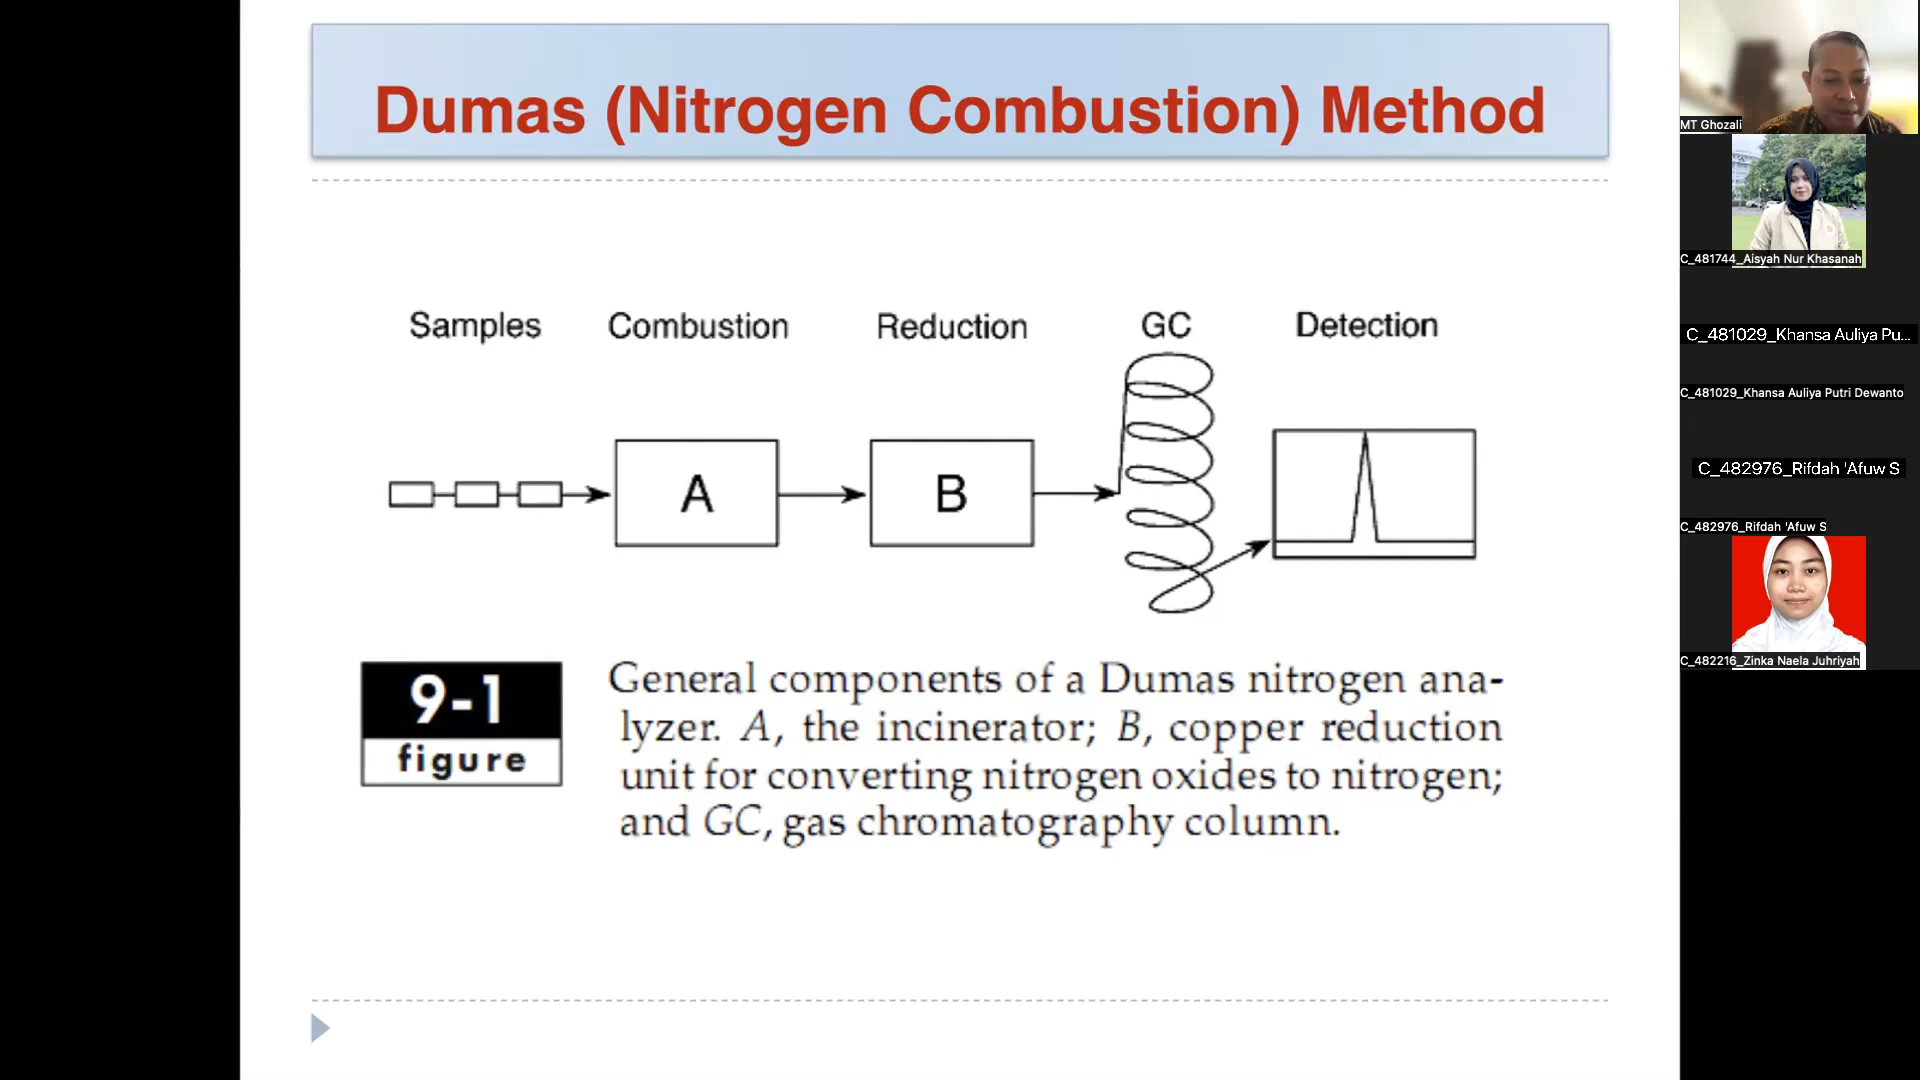 Dumas (Nitrogen Combustion) Method
Samples
Combustion
Reduction
GC
Detection
A
B
9-1
figure
General components of a Dumas nitrogen ana-
lyzer. A, the incinerator; B, copper reduction
unit for converting nitrogen oxides to nitrogen;
and GC, gas chromatography column.
MT Ghozali
C_481744_Aisyah Nur Khasanah
C_481029_Khansa Auliya Pu...
C_481029_Khansa Auliya Putri Dewanto
C_482976_Rifdah 'Afuw S
C_482976_Rifdah 'Afuw S
C_482216_Zinka Naela Juhriyah